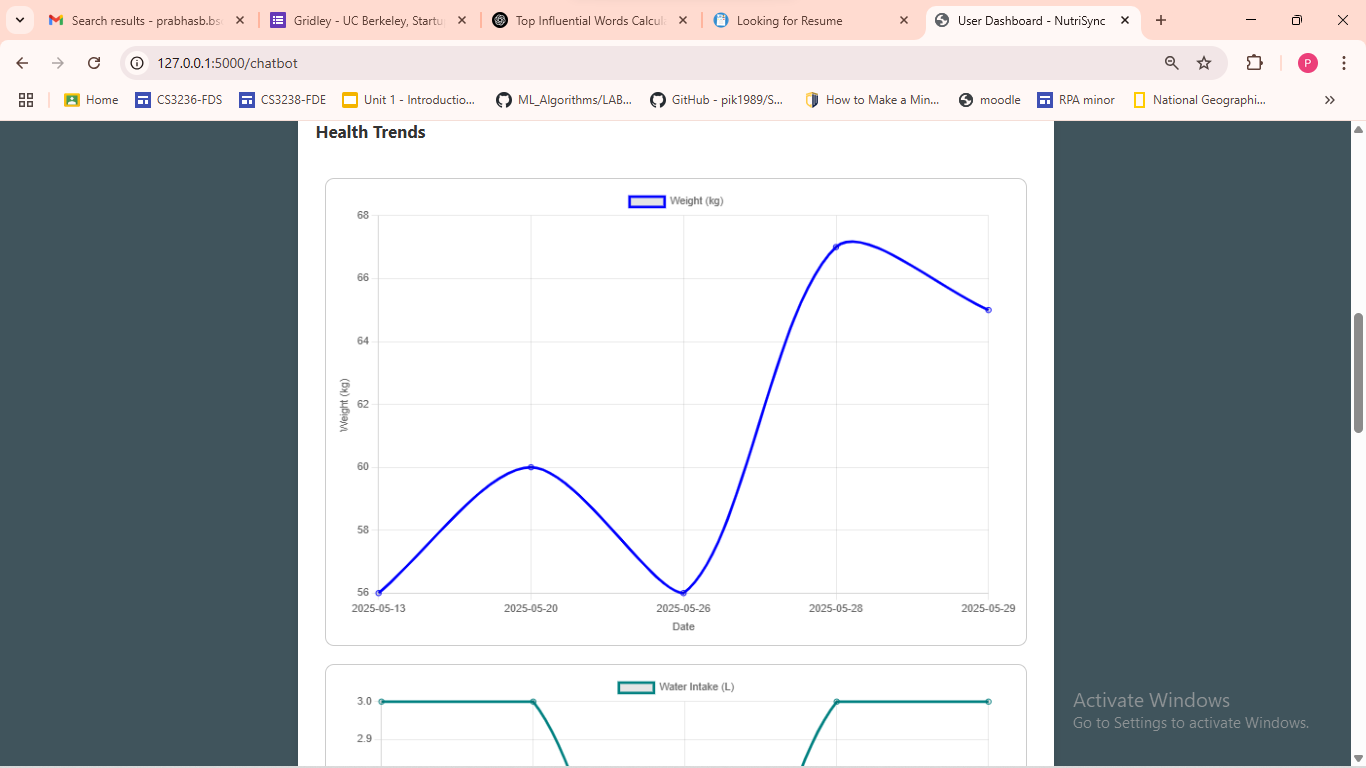 Search results - prabhasb.bs
Gridley - UC Berkeley, Startu
Top Influential Words Calcul
Looking for Resume
User Dashboard - NutriSync
127.0.0.1:5000/chatbot
P
Home
CS3236-FDS
CS3238-FDE
Unit 1 - Introductio...
ML_Algorithms/LAB...
GitHub - pik1989/S...
How to Make a Min...
moodle
RPA minor
National Geographi...
Health Trends
Weight (kg)
68
66
64
62
60
58
56
Weight (kg)
2025-05-13
2025-05-20
2025-05-26
2025-05-28
2025-05-29
Date
Water Intake (L)
3.0
2.9
Activate Windows
Go to Settings to activate Windows.